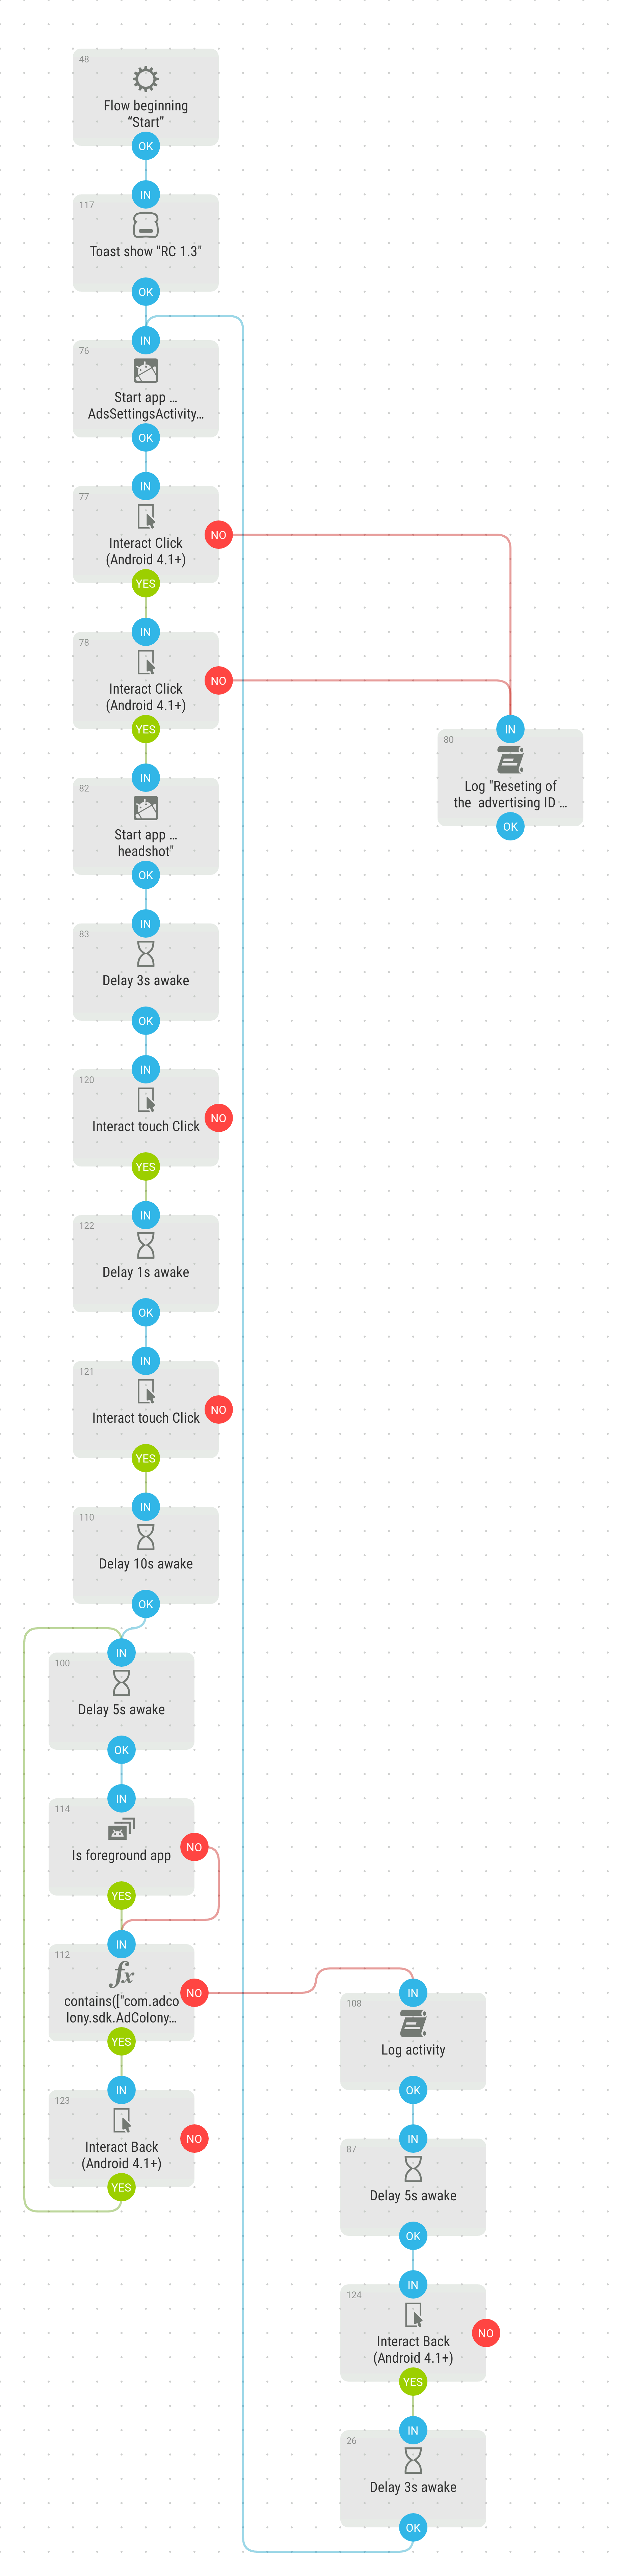 48
Flow beginning
“Start”
OK
IN
117
Toast show "RC 1.3"
OK
IN
76
Start app ...
AdsSettingsActivity...
OK
IN
77
Interact Click
(Android 4.1+)
NO
YES
IN
78
Interact Click
(Android 4.1+)
NO
YES
IN
80
Log "Reseting of
the advertising ID ...
OK
IN
82
Start app ...
headshot"
OK
IN
83
Delay 3s awake
OK
IN
120
Interact touch Click
NO
YES
IN
122
Delay 1s awake
OK
IN
121
Interact touch Click
NO
YES
IN
110
Delay 10s awake
OK
IN
100
Delay 5s awake
OK
IN
114
Is foreground app
NO
YES
IN
112
fx
contains(["com.adco
lony.sdk.AdColony...
NO
YES
IN
123
Interact Back
(Android 4.1+)
NO
YES
IN
108
Log activity
OK
IN
87
Delay 5s awake
OK
IN
124
Interact Back
(Android 4.1+)
NO
YES
IN
26
Delay 3s awake
OK